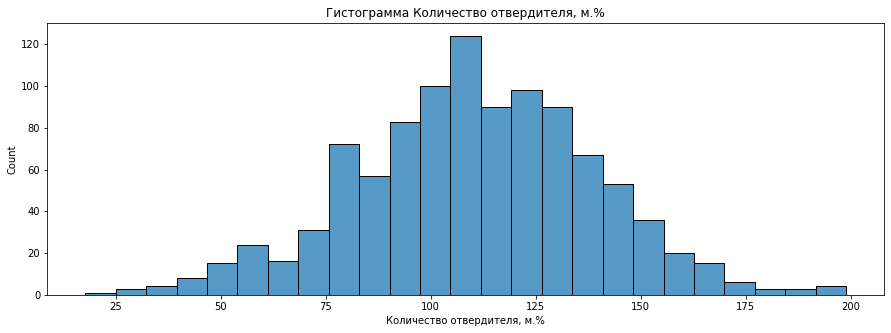 Гистограмма Количество отвердителя, м.%
120
100
80
60
40
20
0
Count
25 50 75 100 125 150 175 200
Количество отвердителя, м.%